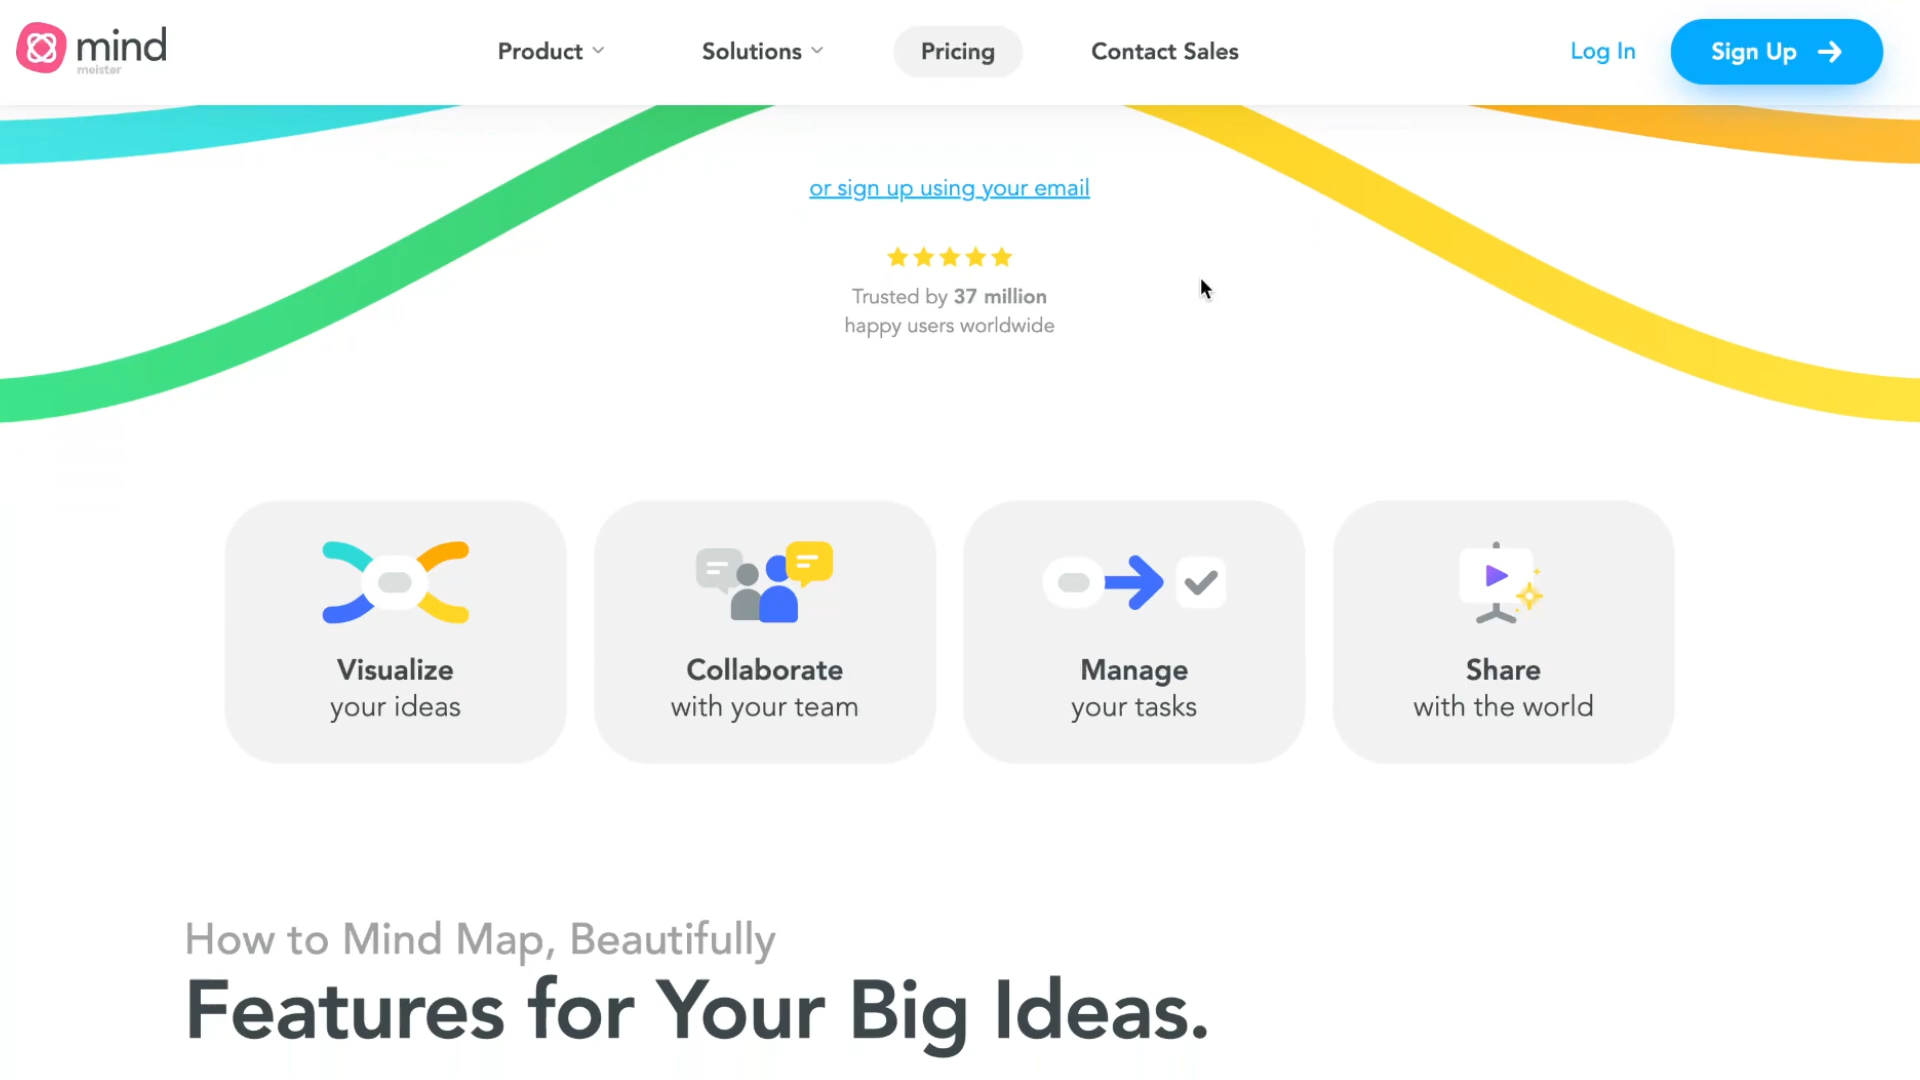 mind
meister
Product
Solutions
Pricing
Contact Sales
Log In
Sign Up
or sign up using your email
Trusted by 37 million
happy users worldwide
Visualize
your ideas
Collaborate
with your team
Manage
your tasks
Share
with the world
How to Mind Map, Beautifully
Features for Your Big Ideas.